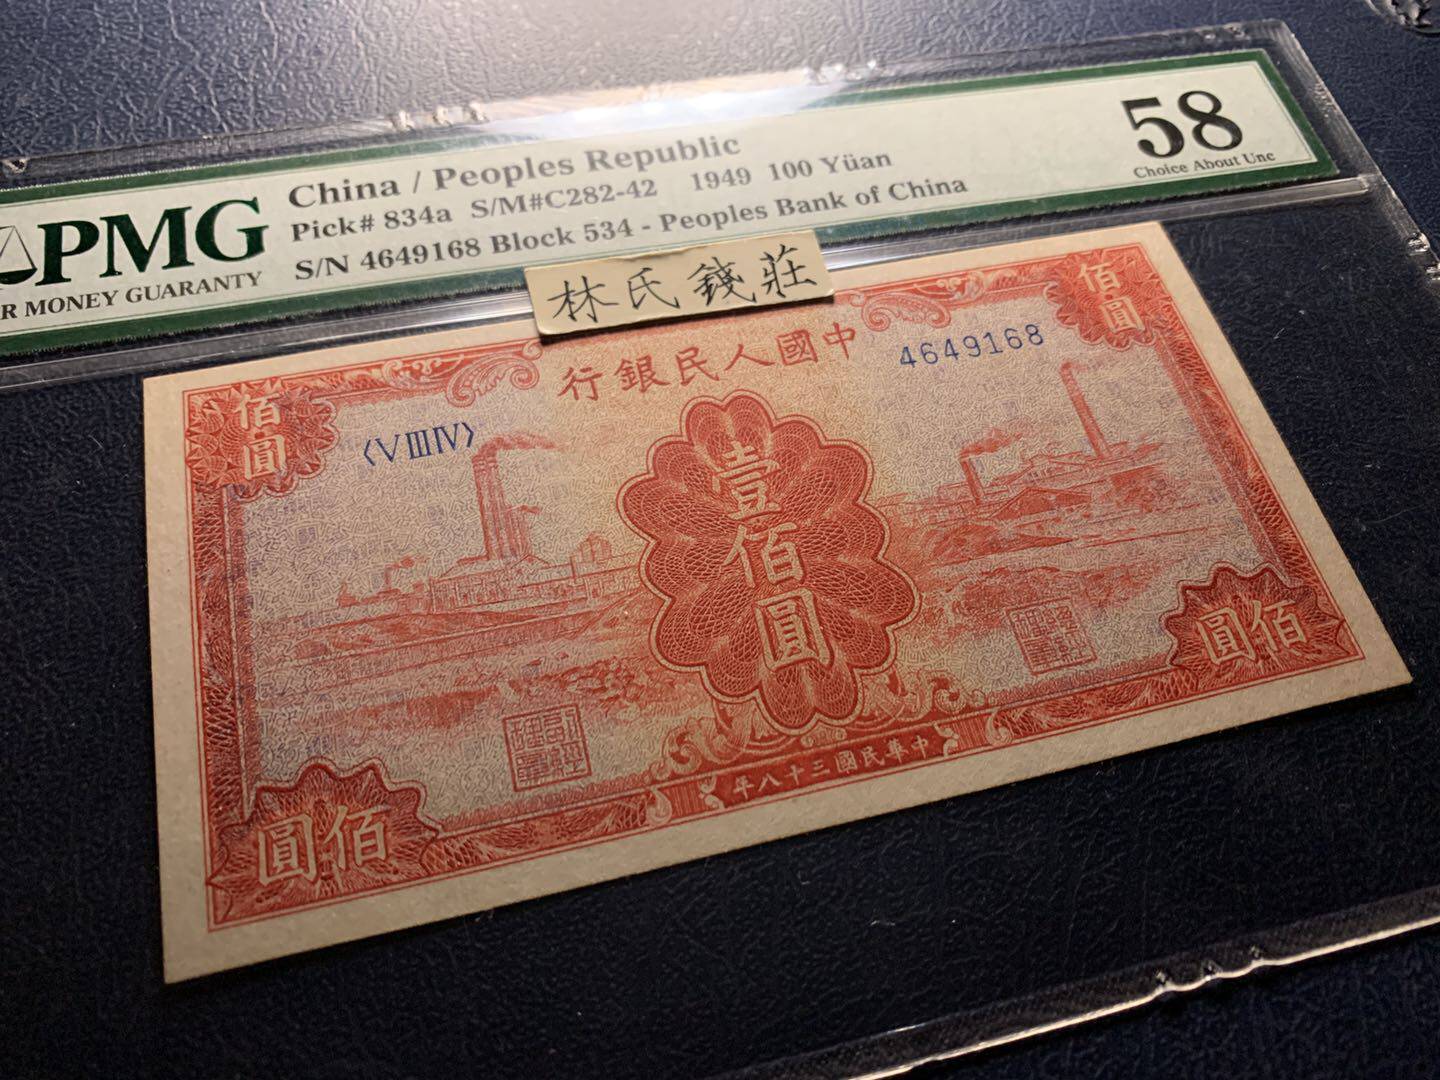 China / Peoples Republic
Pick# 834a S/M#C282-42 1949 100 Yüan
S/N 4649168 Block 534 - Peoples Bank of China
58
Choice About Unc
PMG
R MONEY GUARANTY
林氏錢莊
行銀民人國中
4649168
〈ⅤⅢⅣ〉
佰圓
佰圓
壹佰圓
圓佰
圓佰
年八十三國民華中